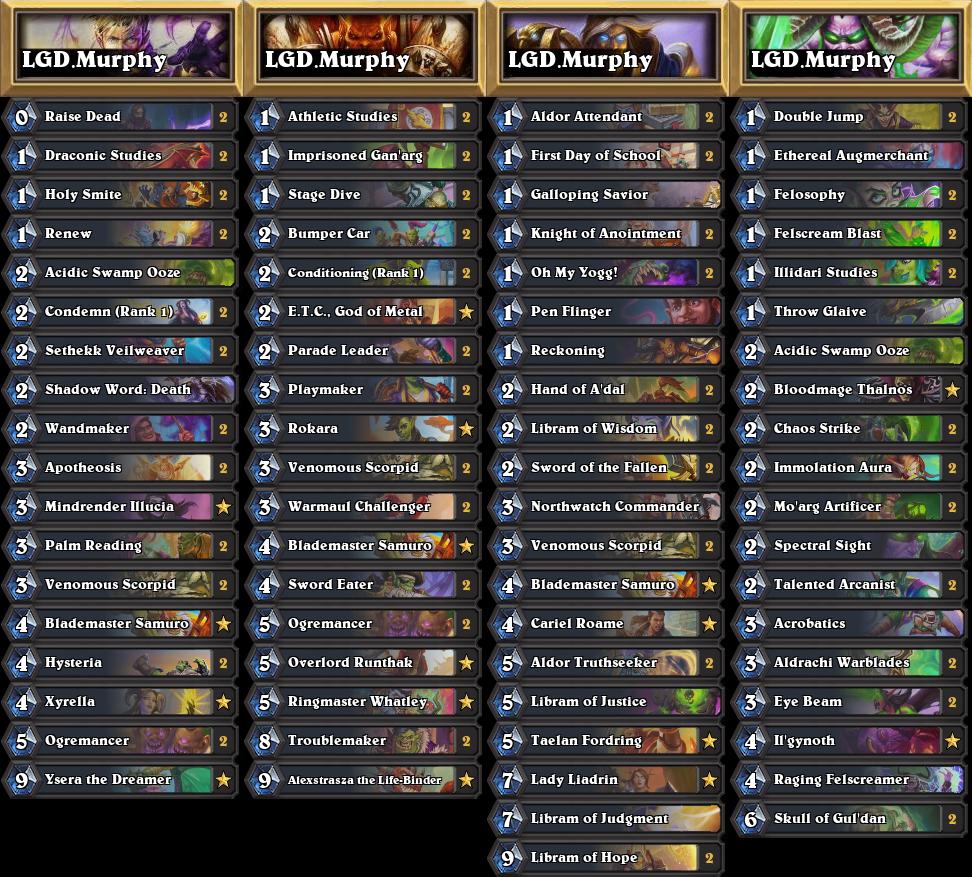 LGD.Murphy
0 Raise Dead 2
1 Draconic Studies 2
1 Holy Smite 2
1 Renew 2
2 Acidic Swamp Ooze
2 Condemn (Rank 1) 2
2 Sethekk Veilweaver 2
2 Shadow Word: Death
2 Wandmaker 2
3 Apotheosis 2
3 Mindrender Illucia
3 Palm Reading 2
3 Venomous Scorpid 2
4 Blademaster Samuro
4 Hysteria 2
4 Xyrella
5 Ogremancer 2
9 Ysera the Dreamer
LGD.Murphy
1 Athletic Studies 2
1 Imprisoned Gan'arg 2
1 Stage Dive 2
2 Bumper Car 2
2 Conditioning (Rank 1) 2
2 E.T.C., God of Metal
2 Parade Leader 2
3 Playmaker 2
3 Rokara
3 Venomous Scorpid 2
3 Warmaul Challenger 2
4 Blademaster Samuro
4 Sword Eater 2
5 Ogremancer 2
5 Overlord Runthak
5 Ringmaster Whatley
8 Troublemaker 2
9 Alexstrasza the Life-Binder
LGD.Murphy
1 Aldor Attendant 2
1 First Day of School 2
1 Galloping Savior
1 Knight of Anointment 2
1 Oh My Yogg! 2
1 Pen Flinger
1 Reckoning
2 Hand of A'dal 2
2 Libram of Wisdom 2
2 Sword of the Fallen 2
3 Northwatch Commander
3 Venomous Scorpid 2
4 Blademaster Samuro
4 Cariel Roame
5 Aldor Truthseeker 2
5 Libram of Justice
5 Taelan Fordring
7 Lady Liadrin
7 Libram of Judgment
9 Libram of Hope 2
LGD.Murphy
1 Double Jump 2
1 Ethereal Augmerchant
1 Felosophy 2
1 Felscream Blast 2
1 Illidari Studies 2
1 Throw Glaive
2 Acidic Swamp Ooze
2 Bloodmage Thalnos
2 Chaos Strike 2
2 Immolation Aura 2
2 Mo'arg Artificer 2
2 Spectral Sight
2 Talented Arcanist 2
3 Acrobatics
3 Aldrachi Warblades 2
3 Eye Beam 2
4 Il'gynoth
4 Raging Felscreamer
6 Skull of Gul'dan 2